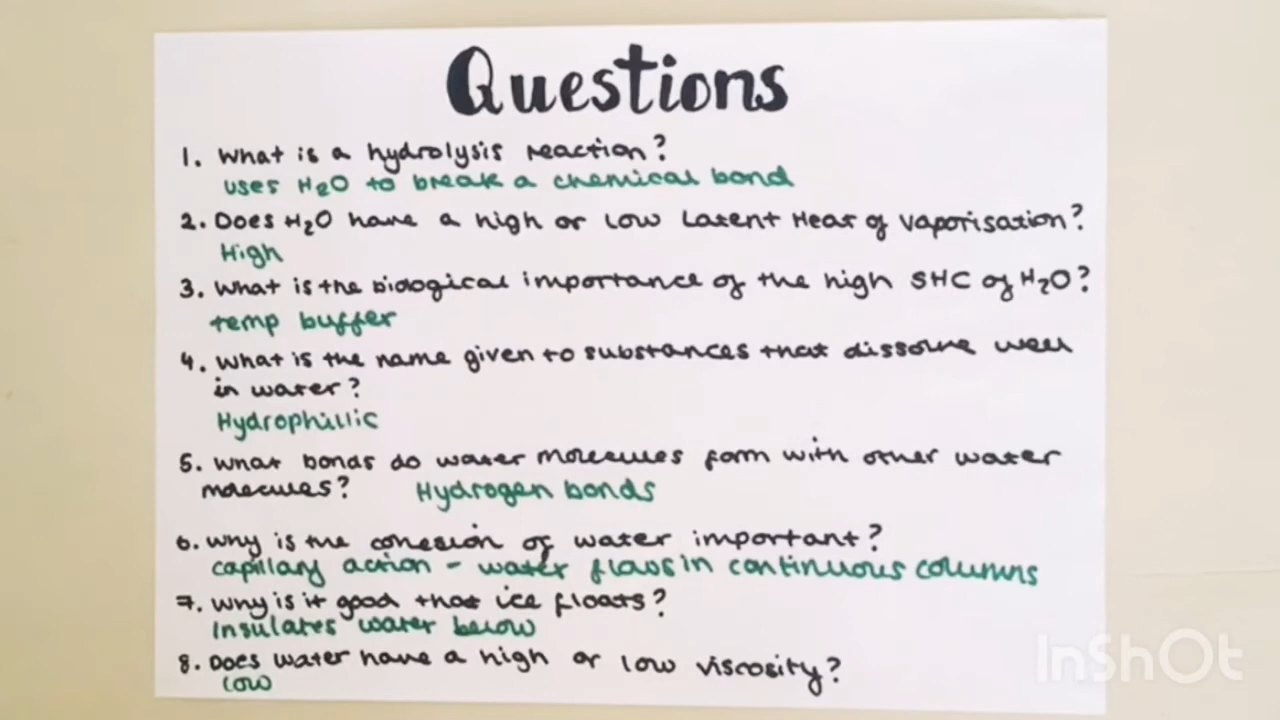 Questions
1. What is a hydrolysis reaction?
uses H₂O to break a chemical bond
2. Does H₂O have a high or low Latent Heat of vaporisation?
High
3. What is the biological importance of the high SHC of H₂O?
temp buffer
4. What is the name given to substances that dissolve well
in water?
Hydrophillic
5. What bonds do water molecules form with other water
molecules? Hydrogen bonds
6. Why is the cohesion of water important?
capillary action - water flows in continuous columns
7. Why is it good that ice floats?
Insulates water below
8. Does water have a high or low viscosity?
Low
InShOt